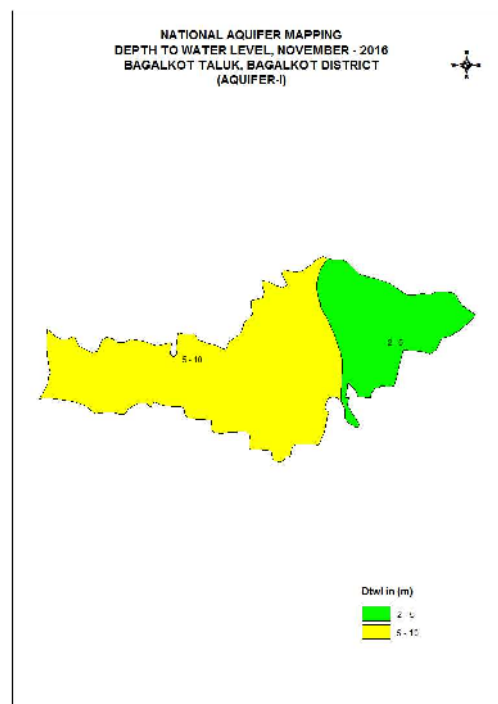 NATIONAL AQUIFER MAPPING
DEPTH TO WATER LEVEL, NOVEMBER - 2016
BAGALKOT TALUK, BAGALKOT DISTRICT
(AQUIFER-I)
5 - 10
Dtwl in (m)
5 - 10